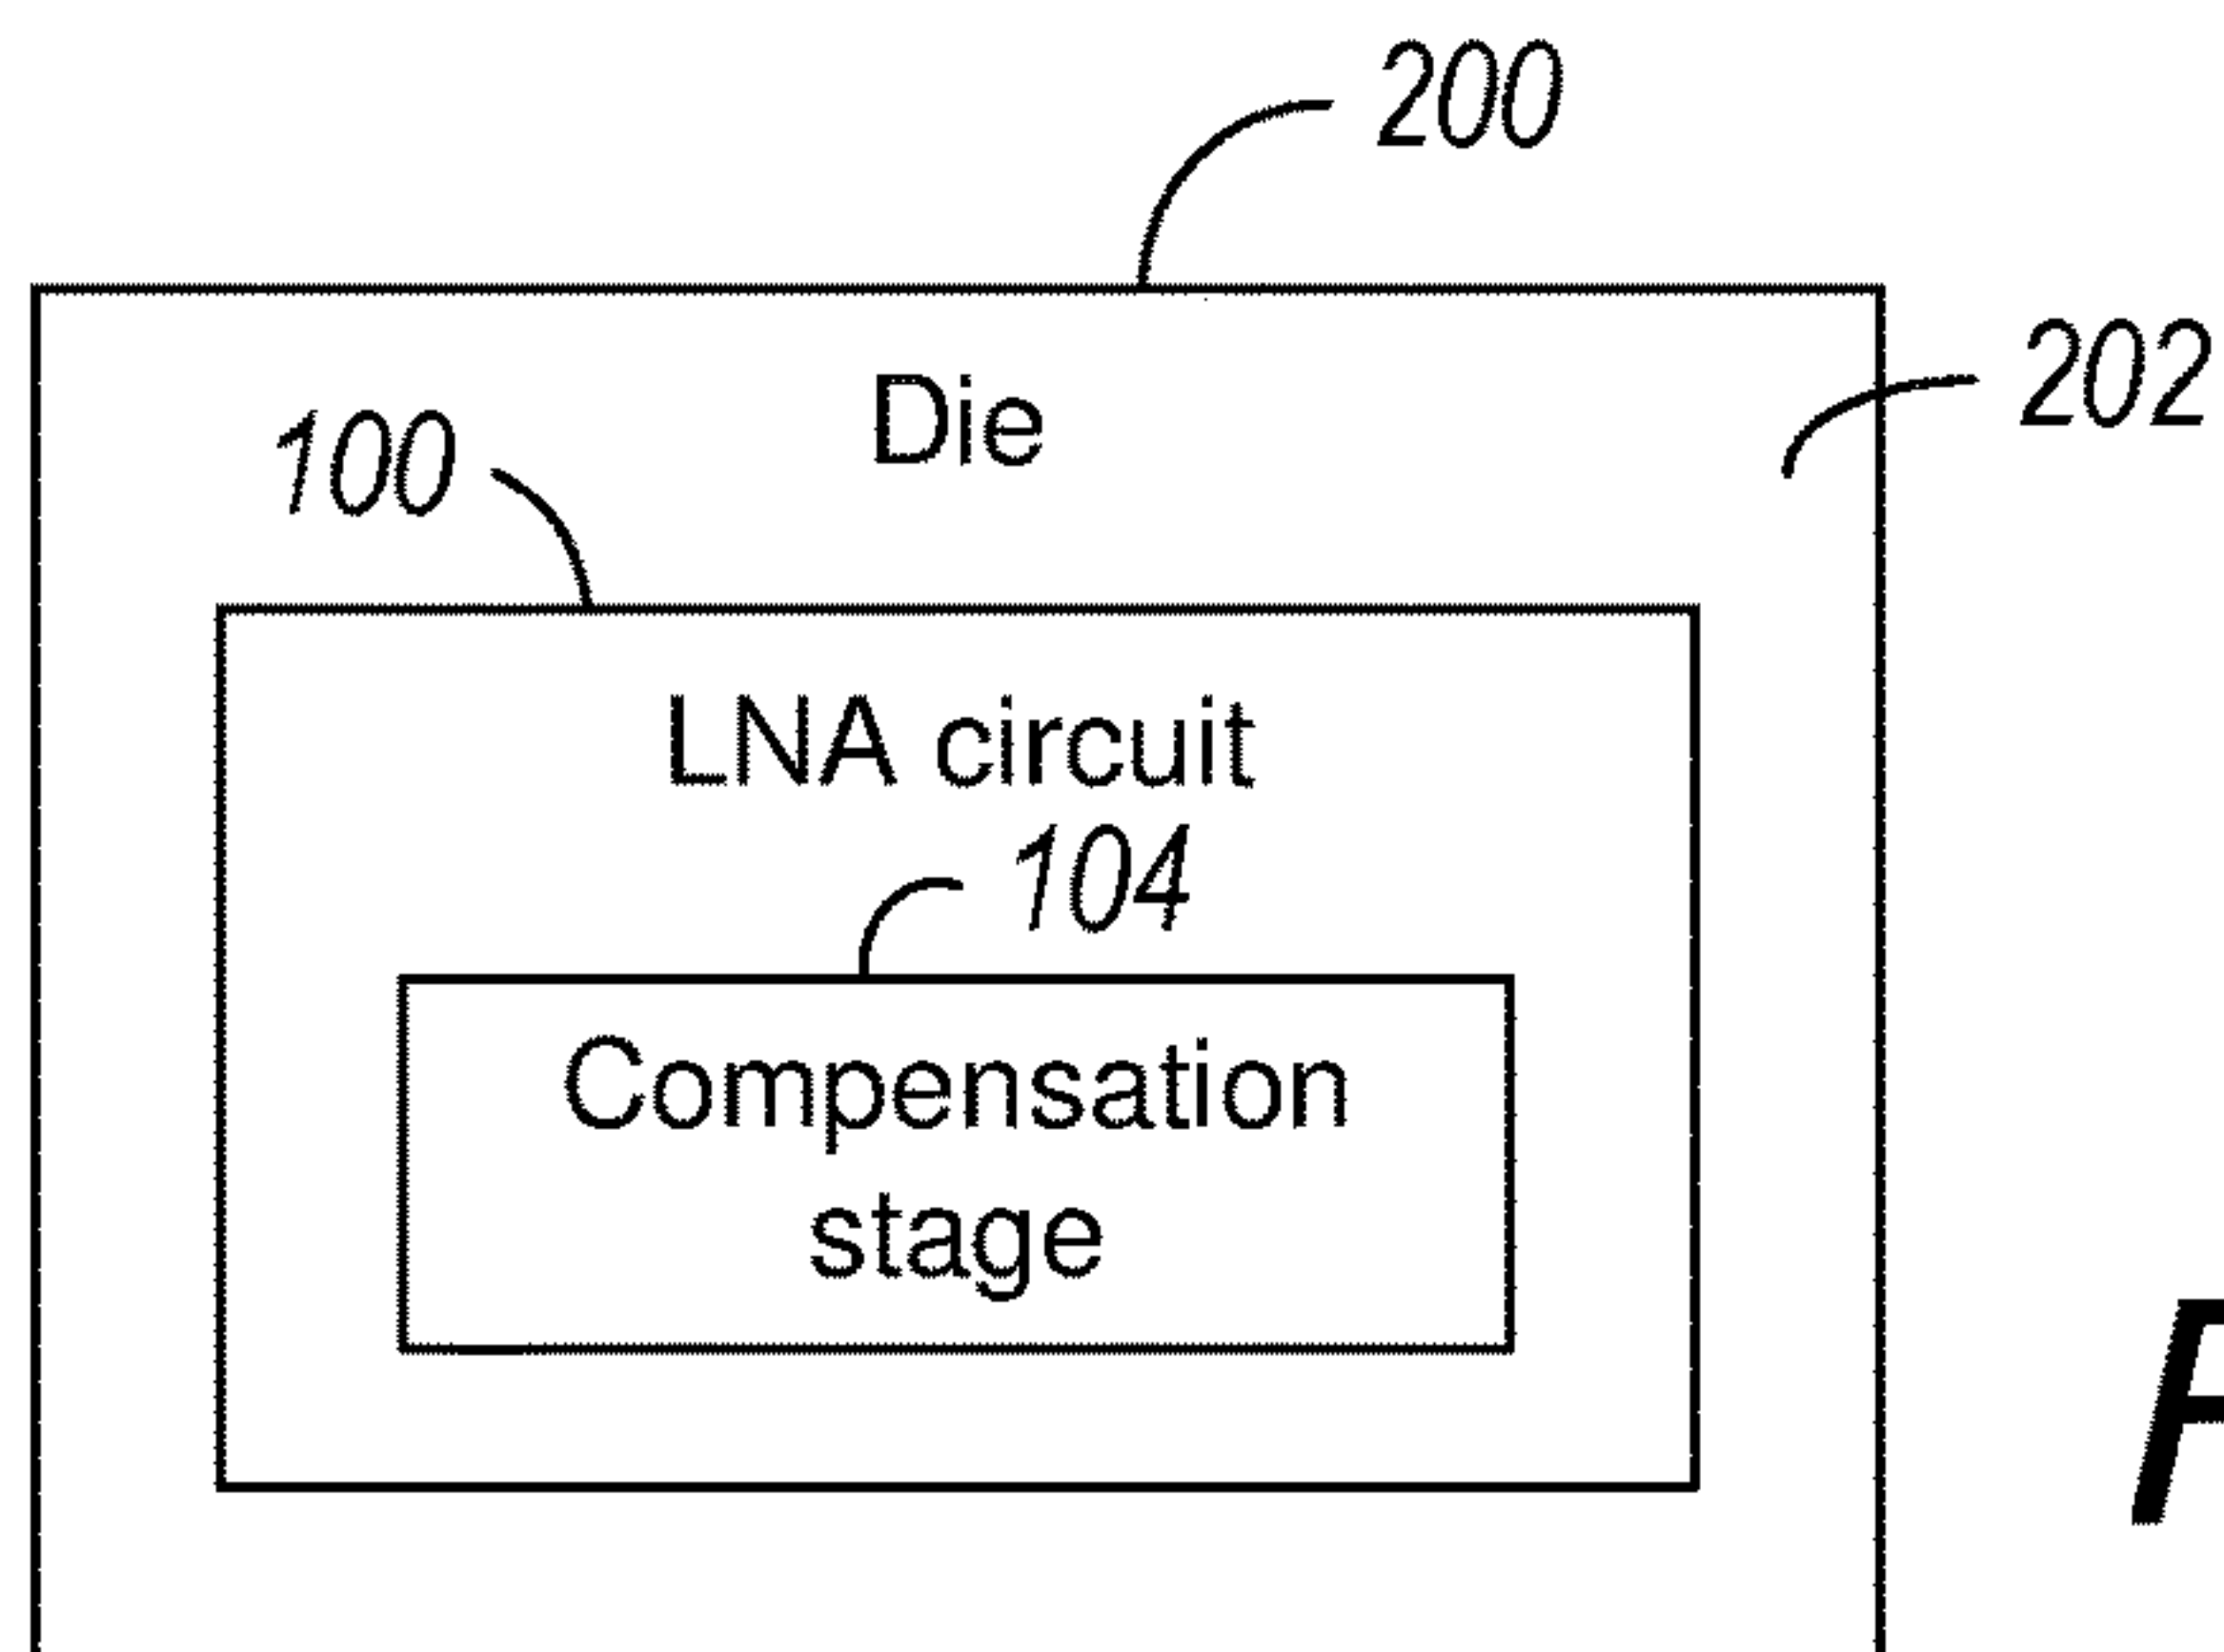 200
Die
202
100
LNA circuit
104
Compensation
stage
F